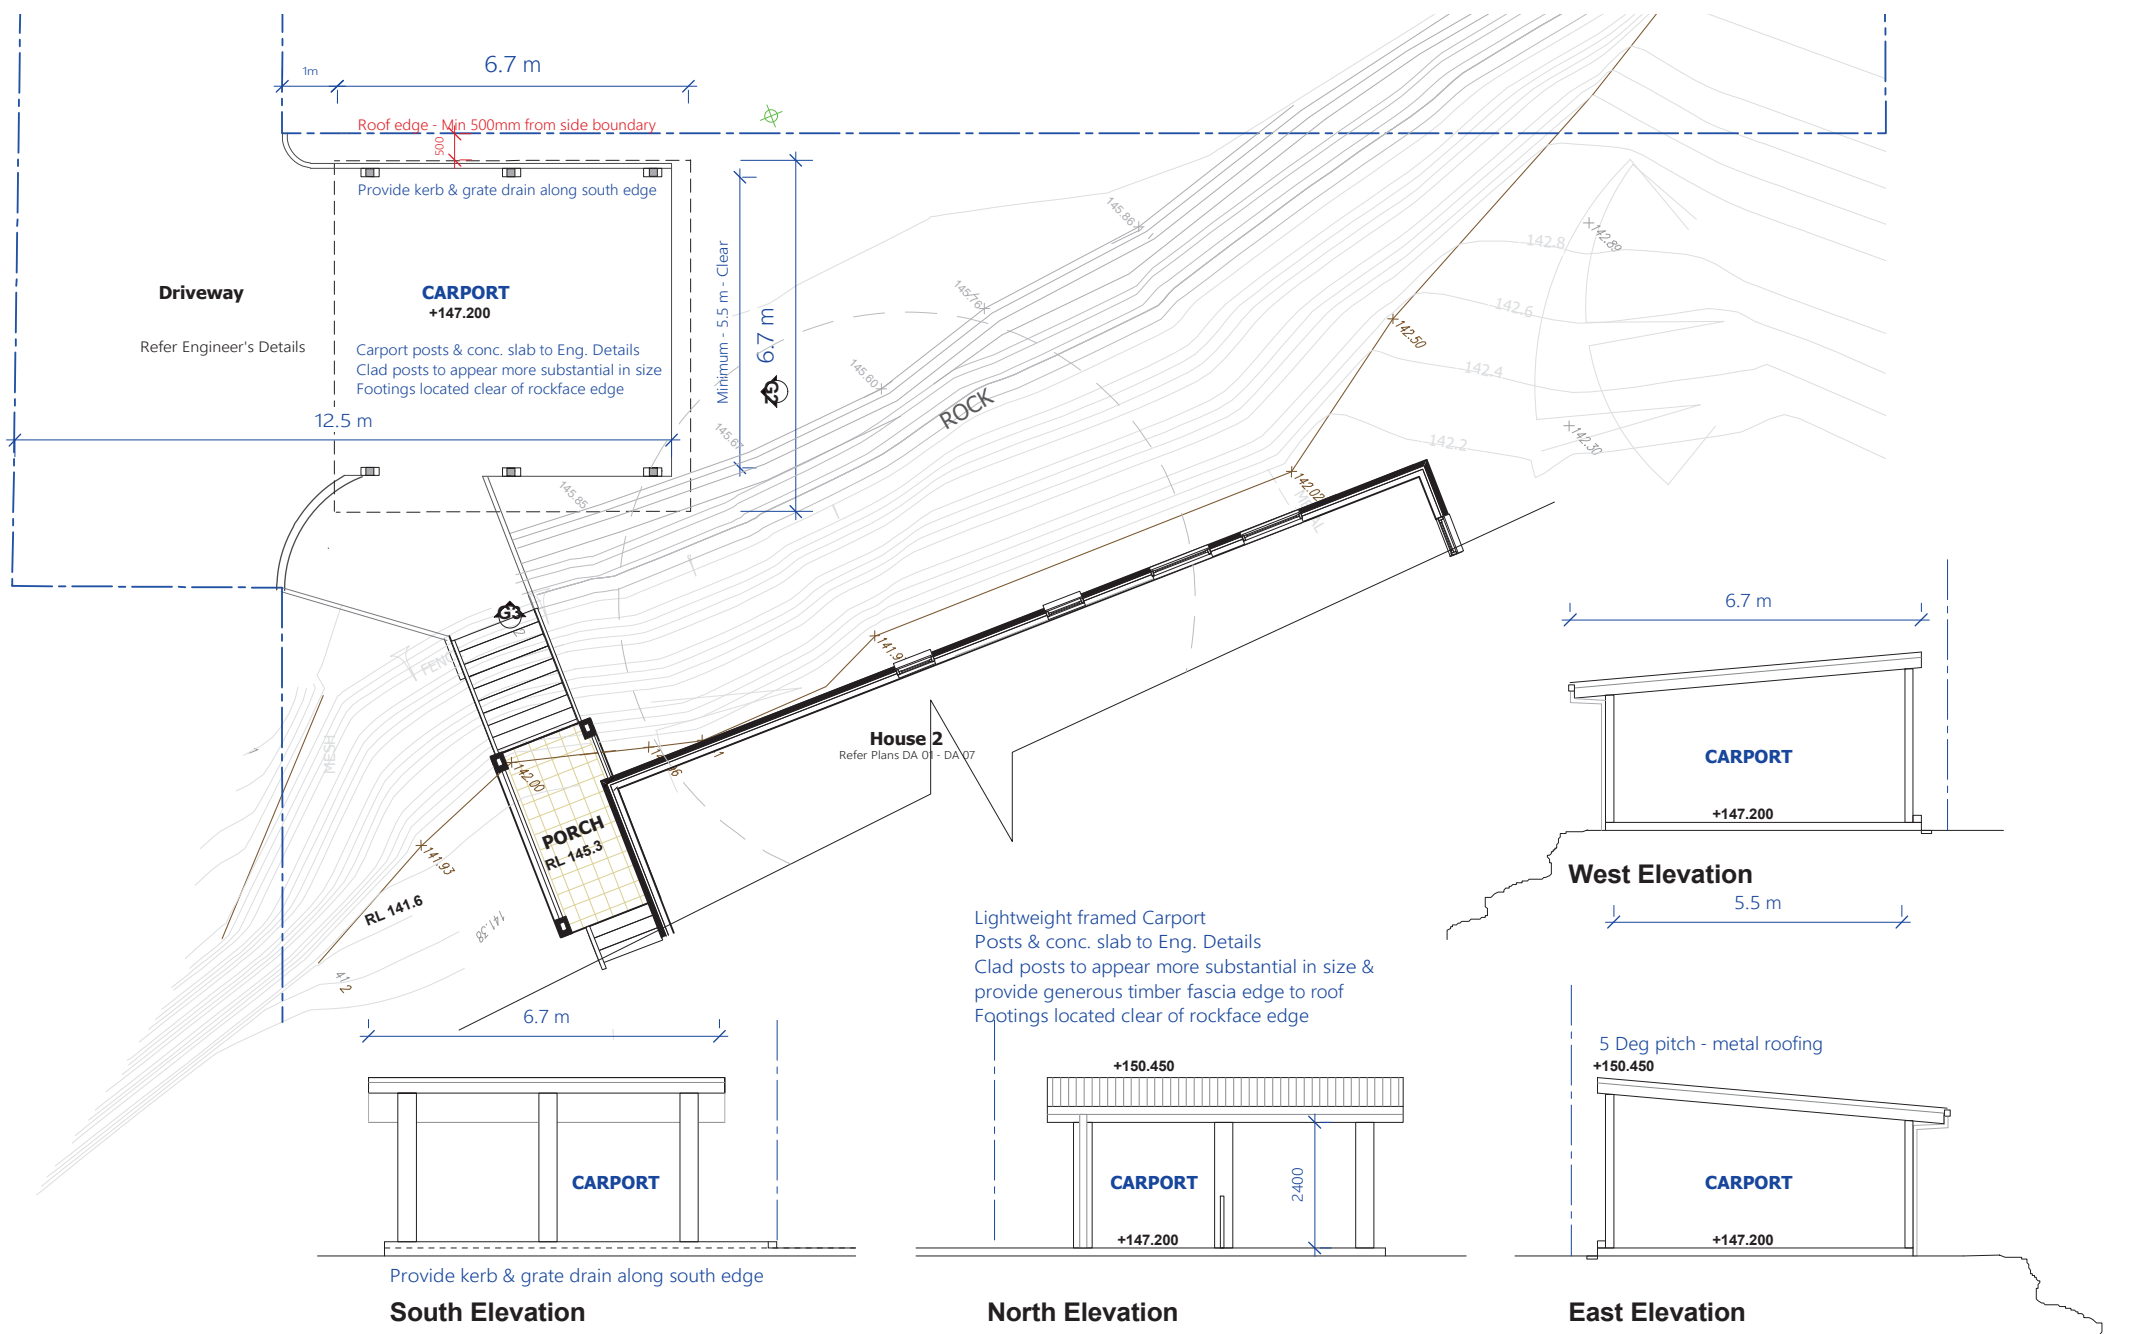 1m
6.7 m
Roof edge - Min 500mm from side boundary
500
Provide kerb & grate drain along south edge
Driveway
Refer Engineer's Details
CARPORT
+147.200
Carport posts & conc. slab to Eng. Details
Clad posts to appear more substantial in size
Footings located clear of rockface edge
12.5 m
Minimum - 5.5 m - Clear
6.7 m
G2
145.86
145.76
145.60
145.67
145.85
ROCK
142.89
142.8
142.6
142.50
142.4
142.2
142.30
142.02
G3
MESH
142.00
141.93
RL 141.6
141.38
PORCH
RL 145.3
House 2
Refer Plans DA 01 - DA 07
6.7 m
CARPORT
+147.200
West Elevation
5.5 m
Lightweight framed Carport
Posts & conc. slab to Eng. Details
Clad posts to appear more substantial in size &
provide generous timber fascia edge to roof
Footings located clear of rockface edge
6.7 m
CARPORT
Provide kerb & grate drain along south edge
South Elevation
+150.450
CARPORT
2400
+147.200
North Elevation
5 Deg pitch - metal roofing
+150.450
CARPORT
+147.200
East Elevation